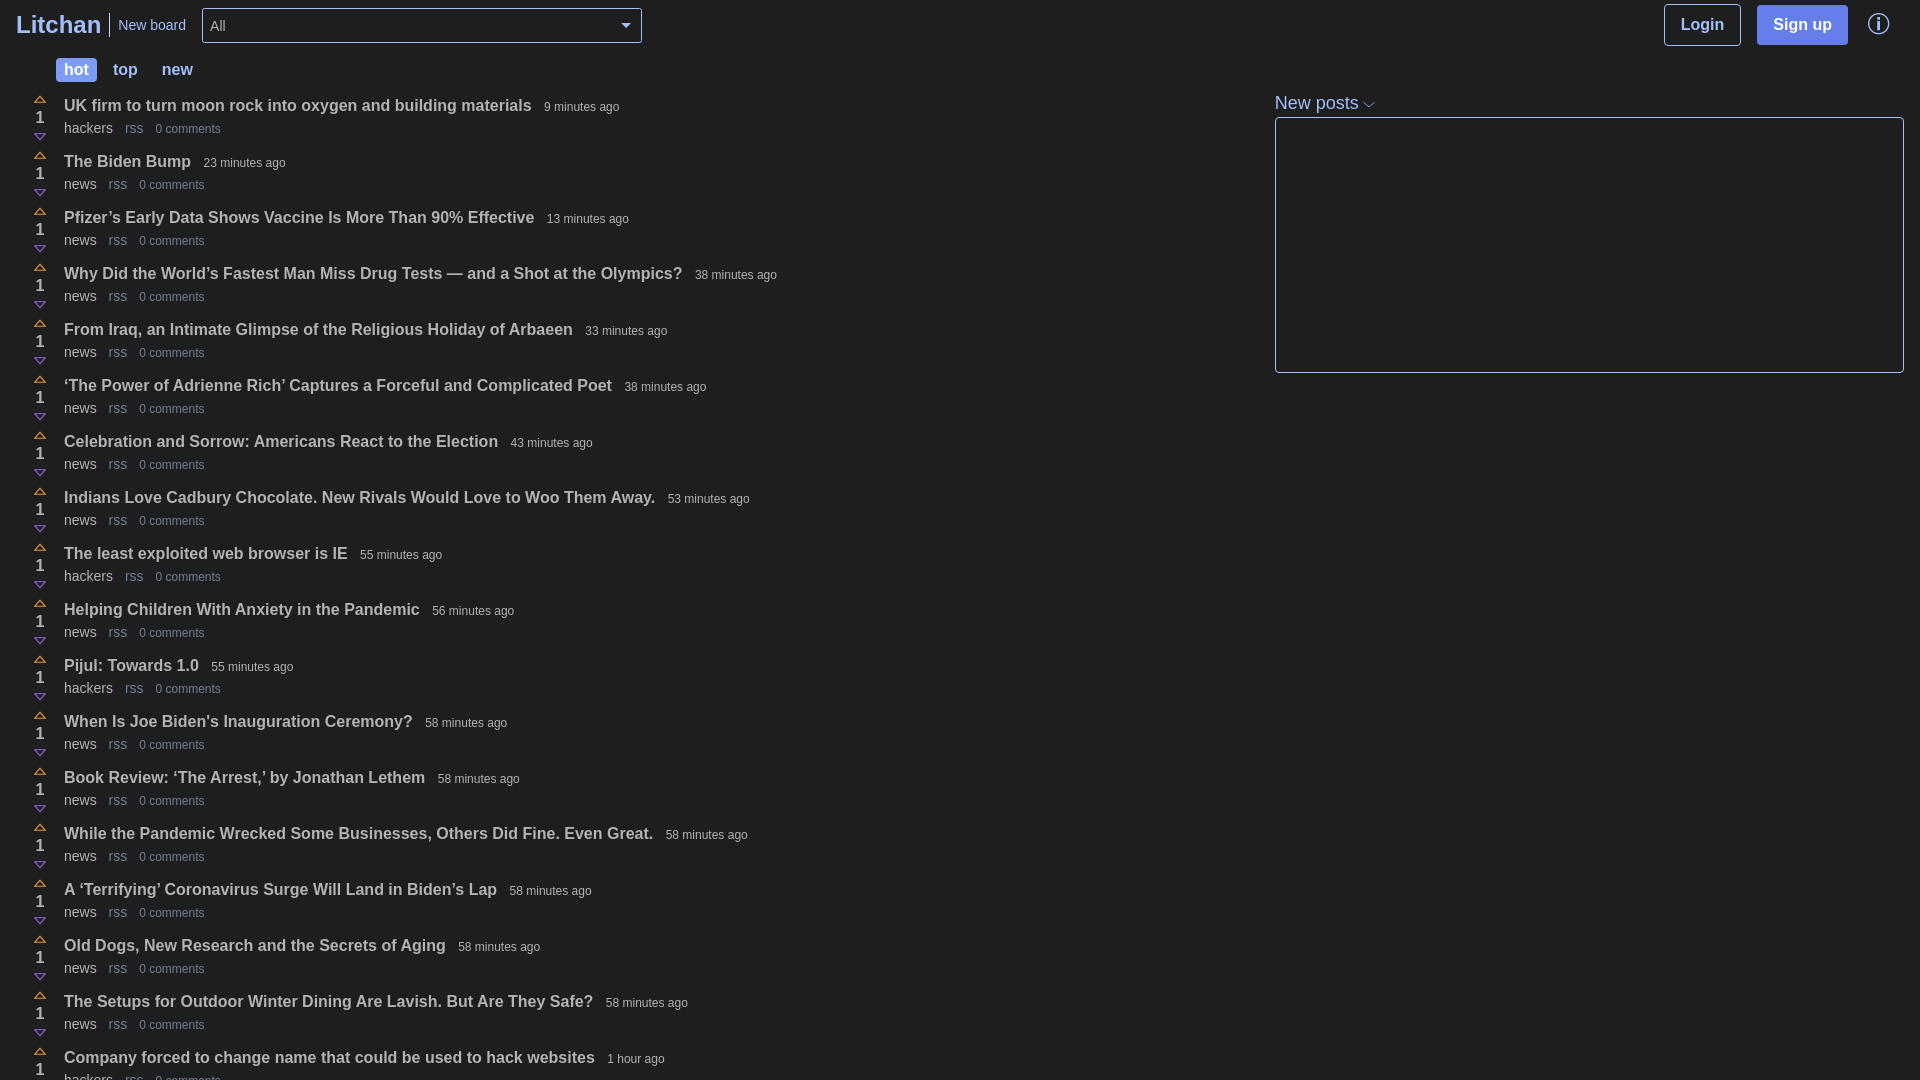 Litchan New board All Login Sign up
hot top new
UK firm to turn moon rock into oxygen and building materials 9 minutes ago
1
hackers rss 0 comments
The Biden Bump 23 minutes ago
1
news rss 0 comments
Pfizer’s Early Data Shows Vaccine Is More Than 90% Effective 13 minutes ago
1
news rss 0 comments
Why Did the World’s Fastest Man Miss Drug Tests — and a Shot at the Olympics? 38 minutes ago
1
news rss 0 comments
From Iraq, an Intimate Glimpse of the Religious Holiday of Arbaeen 33 minutes ago
1
news rss 0 comments
‘The Power of Adrienne Rich’ Captures a Forceful and Complicated Poet 38 minutes ago
1
news rss 0 comments
Celebration and Sorrow: Americans React to the Election 43 minutes ago
1
news rss 0 comments
Indians Love Cadbury Chocolate. New Rivals Would Love to Woo Them Away. 53 minutes ago
1
news rss 0 comments
The least exploited web browser is IE 55 minutes ago
1
hackers rss 0 comments
Helping Children With Anxiety in the Pandemic 56 minutes ago
1
news rss 0 comments
Pijul: Towards 1.0 55 minutes ago
1
hackers rss 0 comments
When Is Joe Biden's Inauguration Ceremony? 58 minutes ago
1
news rss 0 comments
Book Review: ‘The Arrest,’ by Jonathan Lethem 58 minutes ago
1
news rss 0 comments
While the Pandemic Wrecked Some Businesses, Others Did Fine. Even Great. 58 minutes ago
1
news rss 0 comments
A ‘Terrifying’ Coronavirus Surge Will Land in Biden’s Lap 58 minutes ago
1
news rss 0 comments
Old Dogs, New Research and the Secrets of Aging 58 minutes ago
1
news rss 0 comments
The Setups for Outdoor Winter Dining Are Lavish. But Are They Safe? 58 minutes ago
1
news rss 0 comments
Company forced to change name that could be used to hack websites 1 hour ago
1
hackers rss 0 comments
New posts